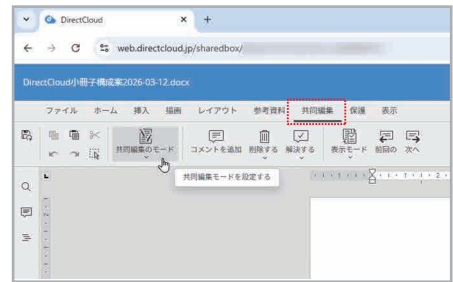 DirectCloud
web.directcloud.jp/sharedbox/
DirectCloud小冊子構成案2026-03-12.docx
ファイル ホーム 挿入 描画 レイアウト 参考資料 共同編集 保護 表示
共同編集のモード コメントを追加 削除する 解決する 表示モード 前回の 次へ
共同編集モードを設定する
1 2